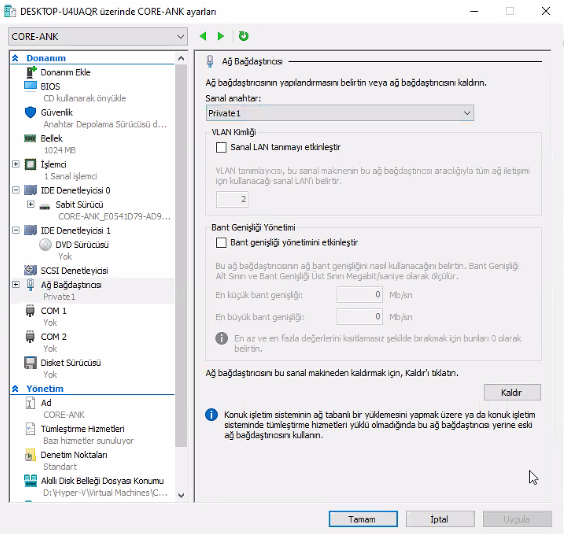 DESKTOP-U4UAQR üzerinde CORE-ANK ayarları
CORE-ANK
Donanım
Donanım Ekle
BIOS
CD kullanarak önyükle
Güvenlik
Anahtar Depolama Sürücüsü d...
Bellek
1024 MB
İşlemci
1 Sanal işlemci
IDE Denetleyicisi 0
Sabit Sürücü
CORE-ANK_E0541D79-AD9...
IDE Denetleyicisi 1
DVD Sürücüsü
Yok
SCSI Denetleyicisi
Ağ Bağdaştırıcısı
Private1
COM 1
Yok
COM 2
Yok
Disket Sürücüsü
Yok
Yönetim
Ad
CORE-ANK
Tümleştirme Hizmetleri
Bazı hizmetler sunuluyor
Denetim Noktaları
Standart
Akıllı Disk Belleği Dosyası Konumu
D:\Hyper-V\Virtual Machines\C...
Ağ Bağdaştırıcısı
Ağ bağdaştırıcısının yapılandırmasını belirtin veya ağ bağdaştırıcısını kaldırın.
Sanal anahtar:
Private1
VLAN Kimliği
Sanal LAN tanımayı etkinleştir
VLAN tanımlayıcısı, bu sanal makinenin bu ağ bağdaştırıcısı aracılığıyla tüm ağ iletişimi
için kullanacağı sanal LAN'ı belirtir.
2
Bant Genişliği Yönetimi
Bant genişliği yönetimini etkinleştir
Bu ağ bağdaştırıcısının ağ bant genişliğini nasıl kullanacağını belirtin. Bant Genişliği
Alt Sınırı ve Bant Genişliği Üst Sınırı Megabit/saniye olarak ölçülür.
En küçük bant genişliği: 0 Mb/sn
En büyük bant genişliği: 0 Mb/sn
En az ve en fazla değerlerini kısıtlamasız şekilde bırakmak için bunları 0 olarak
belirtin.
Ağ bağdaştırıcısını bu sanal makineden kaldırmak için, Kaldır'ı tıklatın.
Kaldır
Konuk işletim sisteminin ağ tabanlı bir yüklemesini yapmak üzere ya da konuk işletim
sisteminde tümleştirme hizmetleri yüklü olmadığında bu ağ bağdaştırıcısı yerine eski
ağ bağdaştırıcısını kullanın.
Tamam
İptal
Uygula